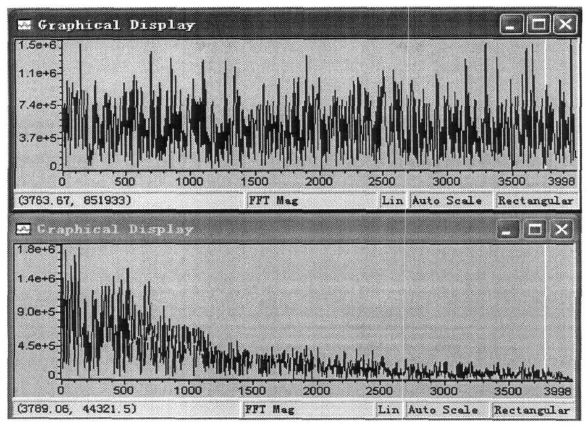 Graphical Display
1.5e+6
1.1e+6
7.4e+5
3.7e+5
0
0 500 1000 1500 2000 2500 3000 3500 3998
(3763.67, 851933) FFT Mag Lin Auto Scale Rectangular
Graphical Display
1.8e+6
1.4e+6
9.0e+5
4.5e+5
0
0 500 1000 1500 2000 2500 3000 3500 3998
(3789.06, 44321.5) FFT Mag Lin Auto Scale Rectangular